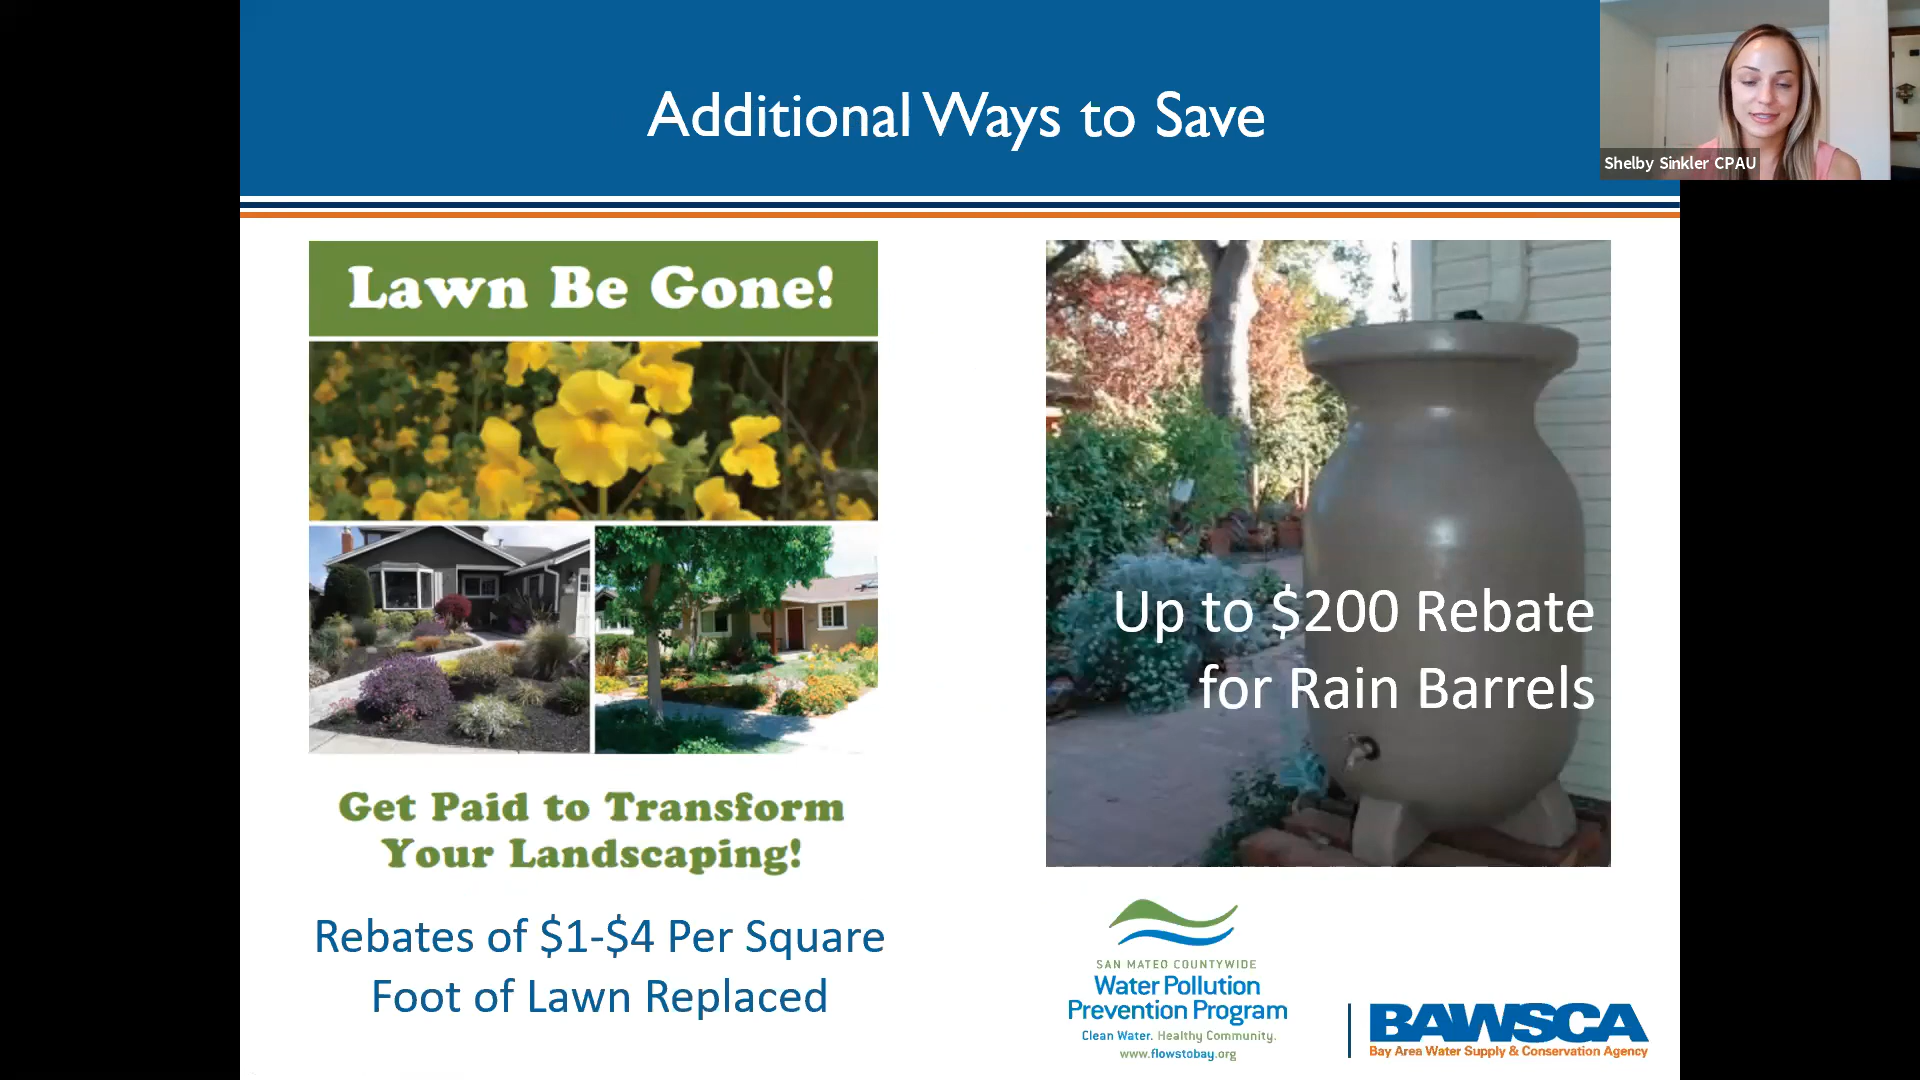 Additional Ways to Save
Shelby Sinkler CPAU
Lawn Be Gone!
Get Paid to Transform
Your Landscaping!
Rebates of $1-$4 Per Square
Foot of Lawn Replaced
Up to $200 Rebate
for Rain Barrels
SAN MATEO COUNTYWIDE
Water Pollution
Prevention Program
Clean Water. Healthy Community.
www.flowstobay.org
BAWSCA
Bay Area Water Supply & Conservation Agency